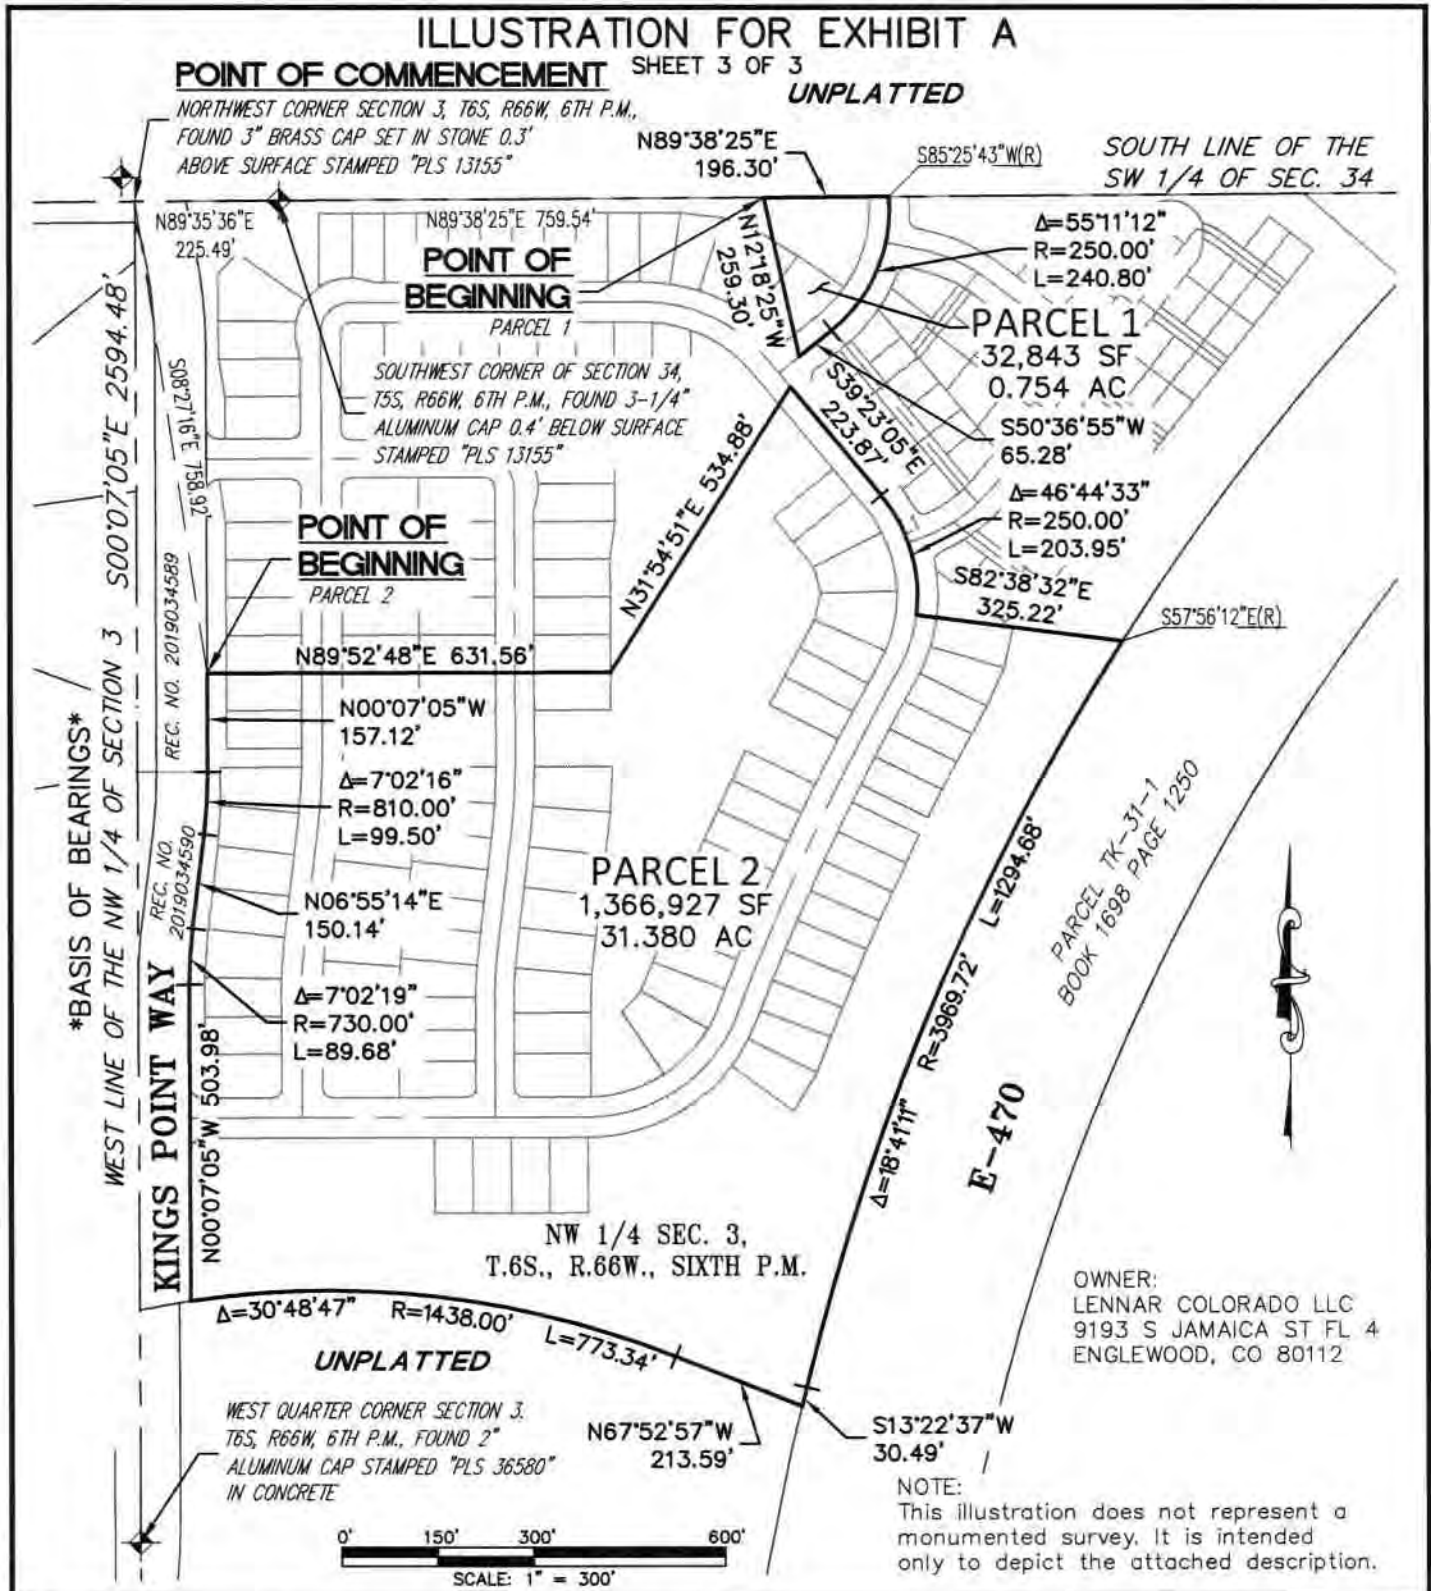 ILLUSTRATION FOR EXHIBIT A
SHEET 3 OF 3
POINT OF COMMENCEMENT
NORTHWEST CORNER SECTION 3, T6S, R66W, 6TH P.M.,
FOUND 3" BRASS CAP SET IN STONE 0.3'
ABOVE SURFACE STAMPED "PLS 13155"
UNPLATTED
N89°38'25"E
196.30'
S85°25'43"W(R)
SOUTH LINE OF THE
SW 1/4 OF SEC. 34
N89°35'36"E
225.49'
N89°38'25"E 759.54'
POINT OF
BEGINNING
PARCEL 1
N12°18'25"W
259.30'
Δ=55°11'12"
R=250.00'
L=240.80'
PARCEL 1
32,843 SF
0.754 AC
SOUTHWEST CORNER OF SECTION 34,
T5S, R66W, 6TH P.M., FOUND 3-1/4"
ALUMINUM CAP 0.4' BELOW SURFACE
STAMPED "PLS 13155"
S39°23'05"E
223.87'
S50°36'55"W
65.28'
S08°27'16"E 758.92'
N31°54'51"E 534.88'
Δ=46°44'33"
R=250.00'
L=203.95'
POINT OF
BEGINNING
PARCEL 2
S82°38'32"E
325.22'
S57°56'12"E(R)
*BASIS OF BEARINGS*
WEST LINE OF THE NW 1/4 OF SECTION 3 S00°07'05"E 2594.48'
REC. NO. 2019034589
N89°52'48"E 631.56'
N00°07'05"W
157.12'
Δ=7°02'16"
R=810.00'
L=99.50'
REC. NO.
2019034590
N06°55'14"E
150.14'
PARCEL 2
1,366,927 SF
31.380 AC
Δ=7°02'19"
R=730.00'
L=89.68'
KINGS POINT WAY
N00°07'05"W 503.98'
Δ=18°41'11" R=3969.72' L=1294.68'
PARCEL TK-31-1
BOOK 1698 PAGE 1250
E-470
NW 1/4 SEC. 3,
T.6S., R.66W., SIXTH P.M.
Δ=30°48'47" R=1438.00' L=773.34'
UNPLATTED
OWNER:
LENNAR COLORADO LLC
9193 S JAMAICA ST FL 4
ENGLEWOOD, CO 80112
WEST QUARTER CORNER SECTION 3,
T6S, R66W, 6TH P.M., FOUND 2"
ALUMINUM CAP STAMPED "PLS 36580"
IN CONCRETE
N67°52'57"W
213.59'
S13°22'37"W
30.49'
NOTE:
This illustration does not represent a
monumented survey. It is intended
only to depict the attached description.
0' 150' 300' 600'
SCALE: 1" = 300'